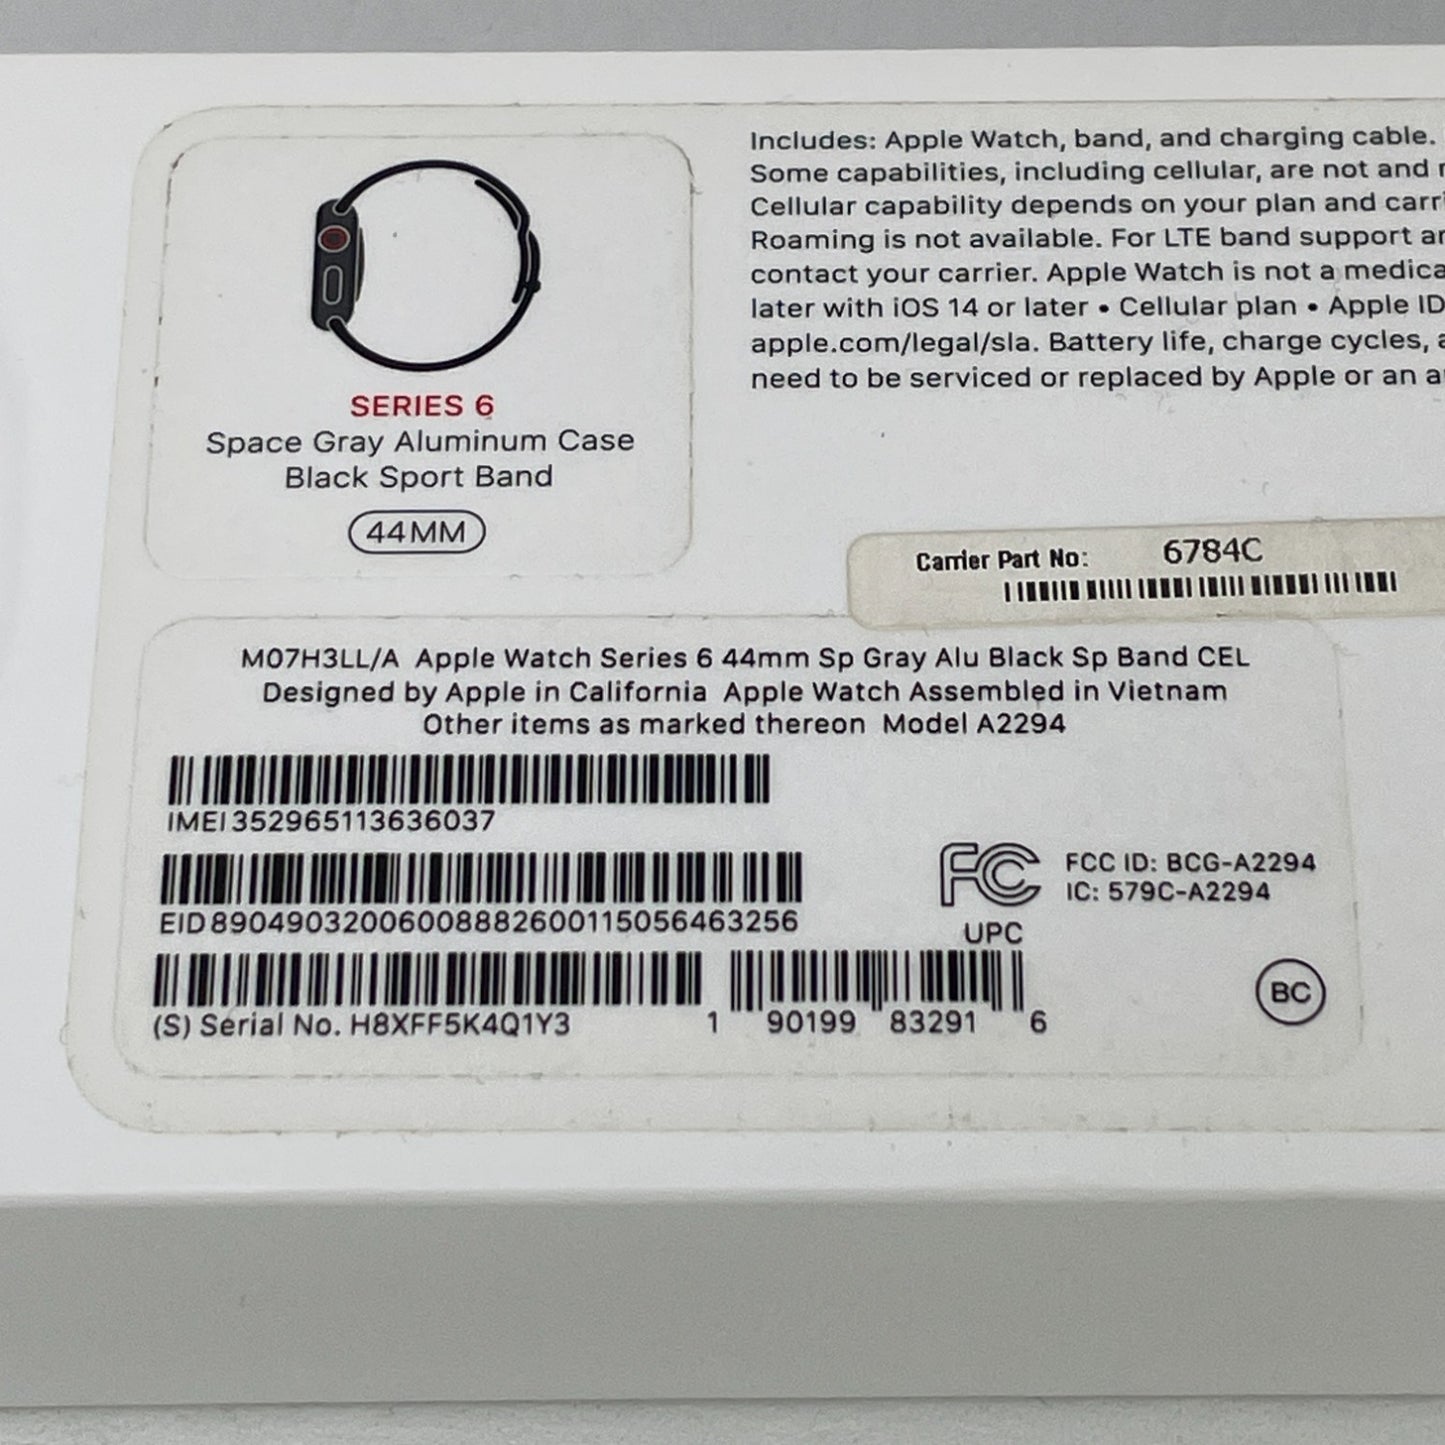 Includes: Apple Watch, band, and charging cable.
Some capabilities, including cellular, are not and
Cellular capability depends on your plan and
Roaming is not available. For LTE band support
contact your carrier. Apple Watch is not a
later with iOS 14 or later • Cellular plan • Apple ID
apple.com/legal/sla. Battery life, charge cycles,
need to be serviced or replaced by Apple or an
SERIES 6
Space Gray Aluminum Case
Black Sport Band
44MM
Carrier Part No: 6784C
M07H3LL/A Apple Watch Series 6 44mm Sp Gray Alu Black Sp Band CEL
Designed by Apple in California Apple Watch Assembled in Vietnam
Other items as marked thereon Model A2294
IMEI 352965113636037
EID 89049032006008882600115056463256
(S) Serial No. H8XFF5K4Q1Y3
FC
FCC ID: BCG-A2294
IC: 579C-A2294
UPC
1 90199 83291 6
BC